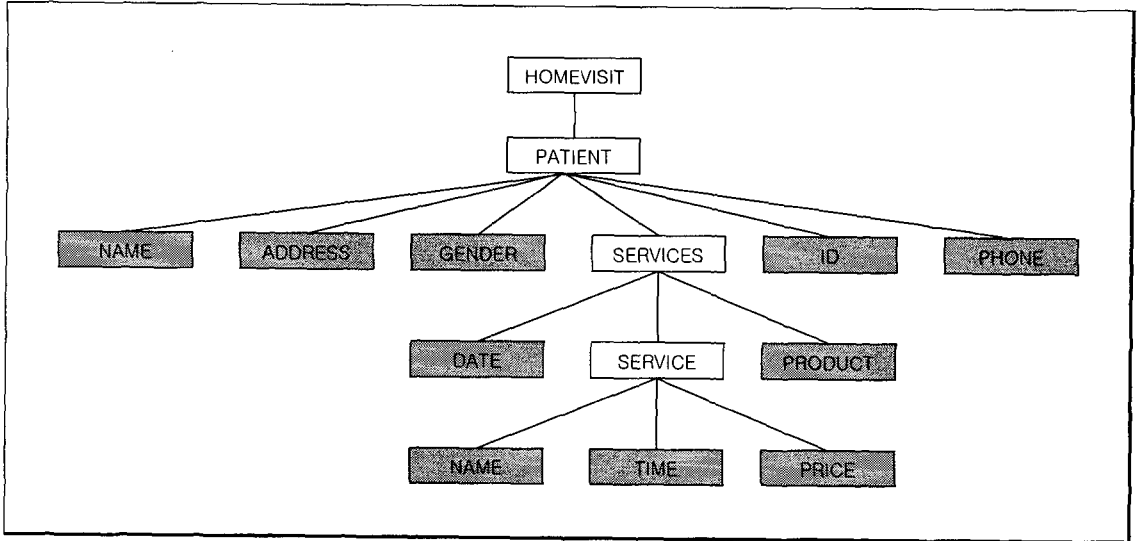 HOMEVISIT
PATIENT
NAME ADDRESS GENDER SERVICES ID PHONE
DATE SERVICE PRODUCT
NAME TIME PRICE